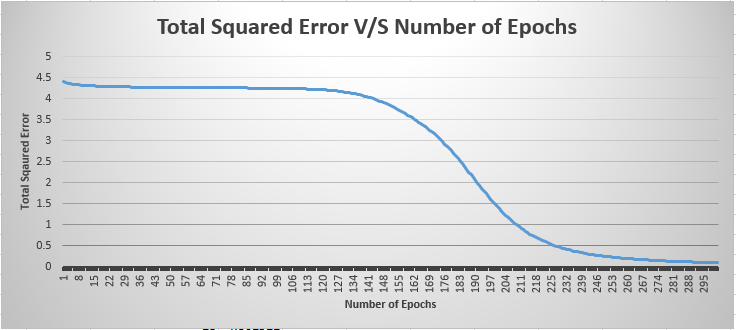 Total Squared Error V/S Number of Epochs
5
4.5
4
3.5
3
2.5
2
1.5
1
0.5
0
Total Sqaured Error
1 8 15 22 29 36 43 50 57 64 71 78 85 92 99 106 113 120 127 134 141 148 155 162 169 176 183 190 197 204 211 218 225 232 239 246 253 260 267 274 281 288 295
Number of Epochs